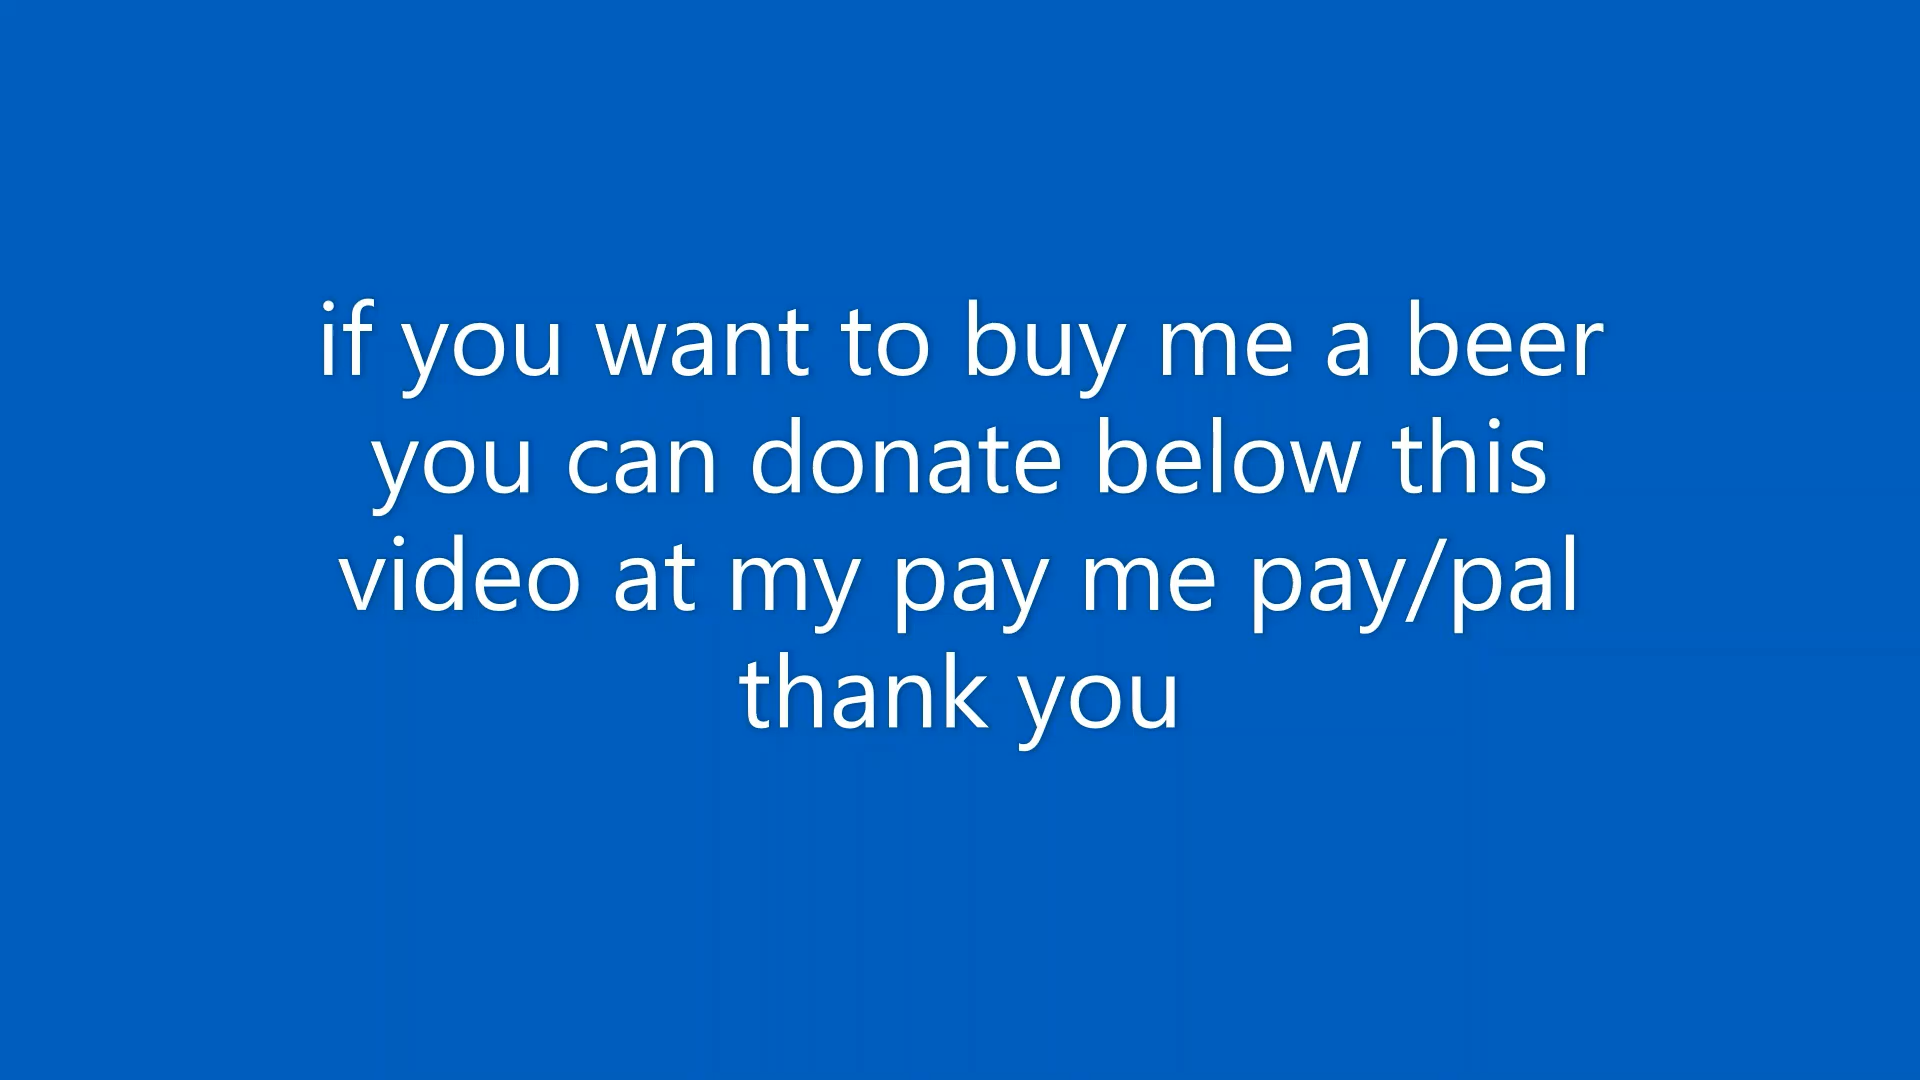 if you want to buy me a beer
you can donate below this
video at my pay me pay/pal
thank you